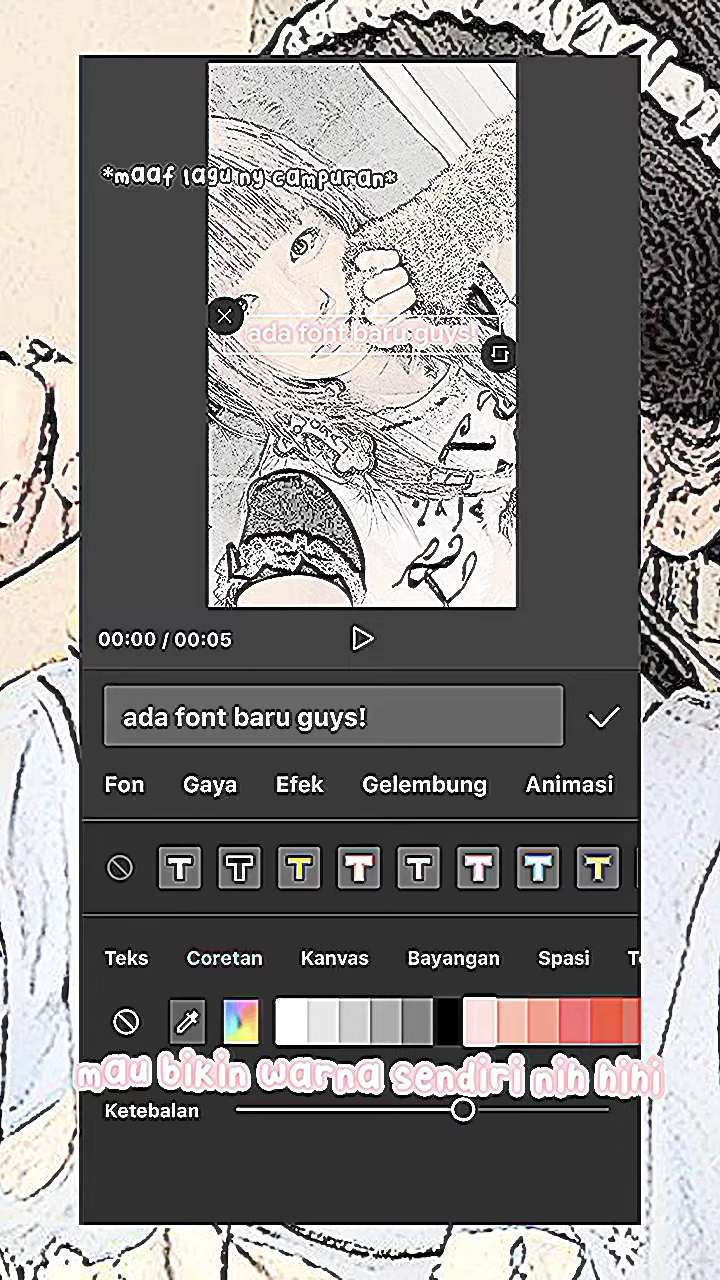 *maaf lagu ny campuran*
ada font baru guys!
00:00 / 00:05
ada font baru guys!
Fon Gaya Efek Gelembung Animasi
T T T T T T T T
Teks Coretan Kanvas Bayangan Spasi
mau bikin warna sendiri nih hihi
Ketebalan